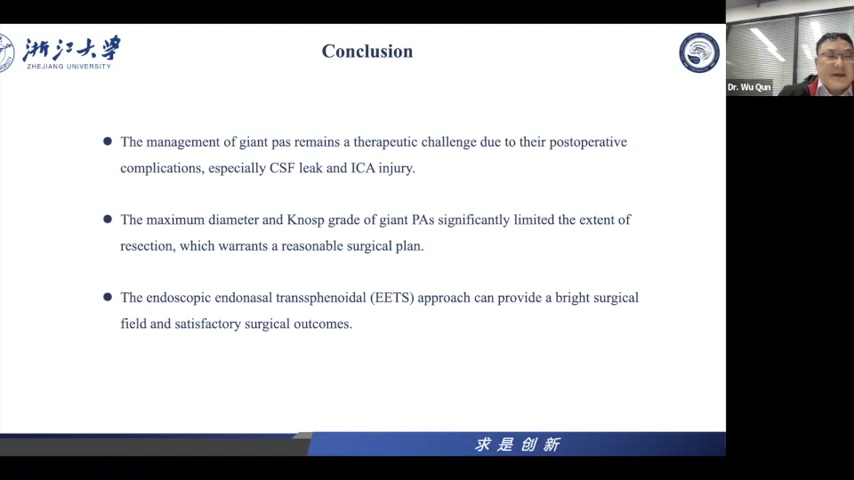 浙江大学
ZHEJIANG UNIVERSITY
Conclusion
Dr. Wu Qun
The management of giant pas remains a therapeutic challenge due to their postoperative
complications, especially CSF leak and ICA injury.
The maximum diameter and Knosp grade of giant PAs significantly limited the extent of
resection, which warrants a reasonable surgical plan.
The endoscopic endonasal transsphenoidal (EETS) approach can provide a bright surgical
field and satisfactory surgical outcomes.
求是创新